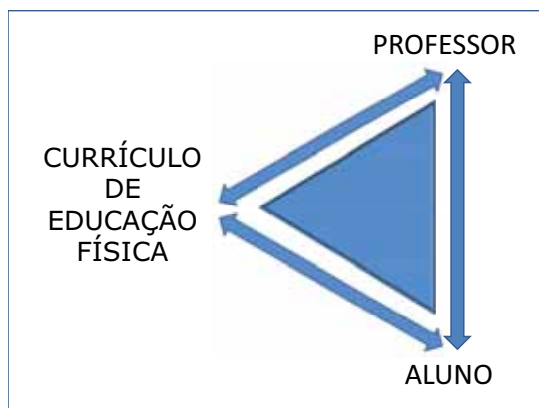 PROFESSOR
CURRÍCULO
DE
EDUCAÇÃO
FÍSICA
ALUNO